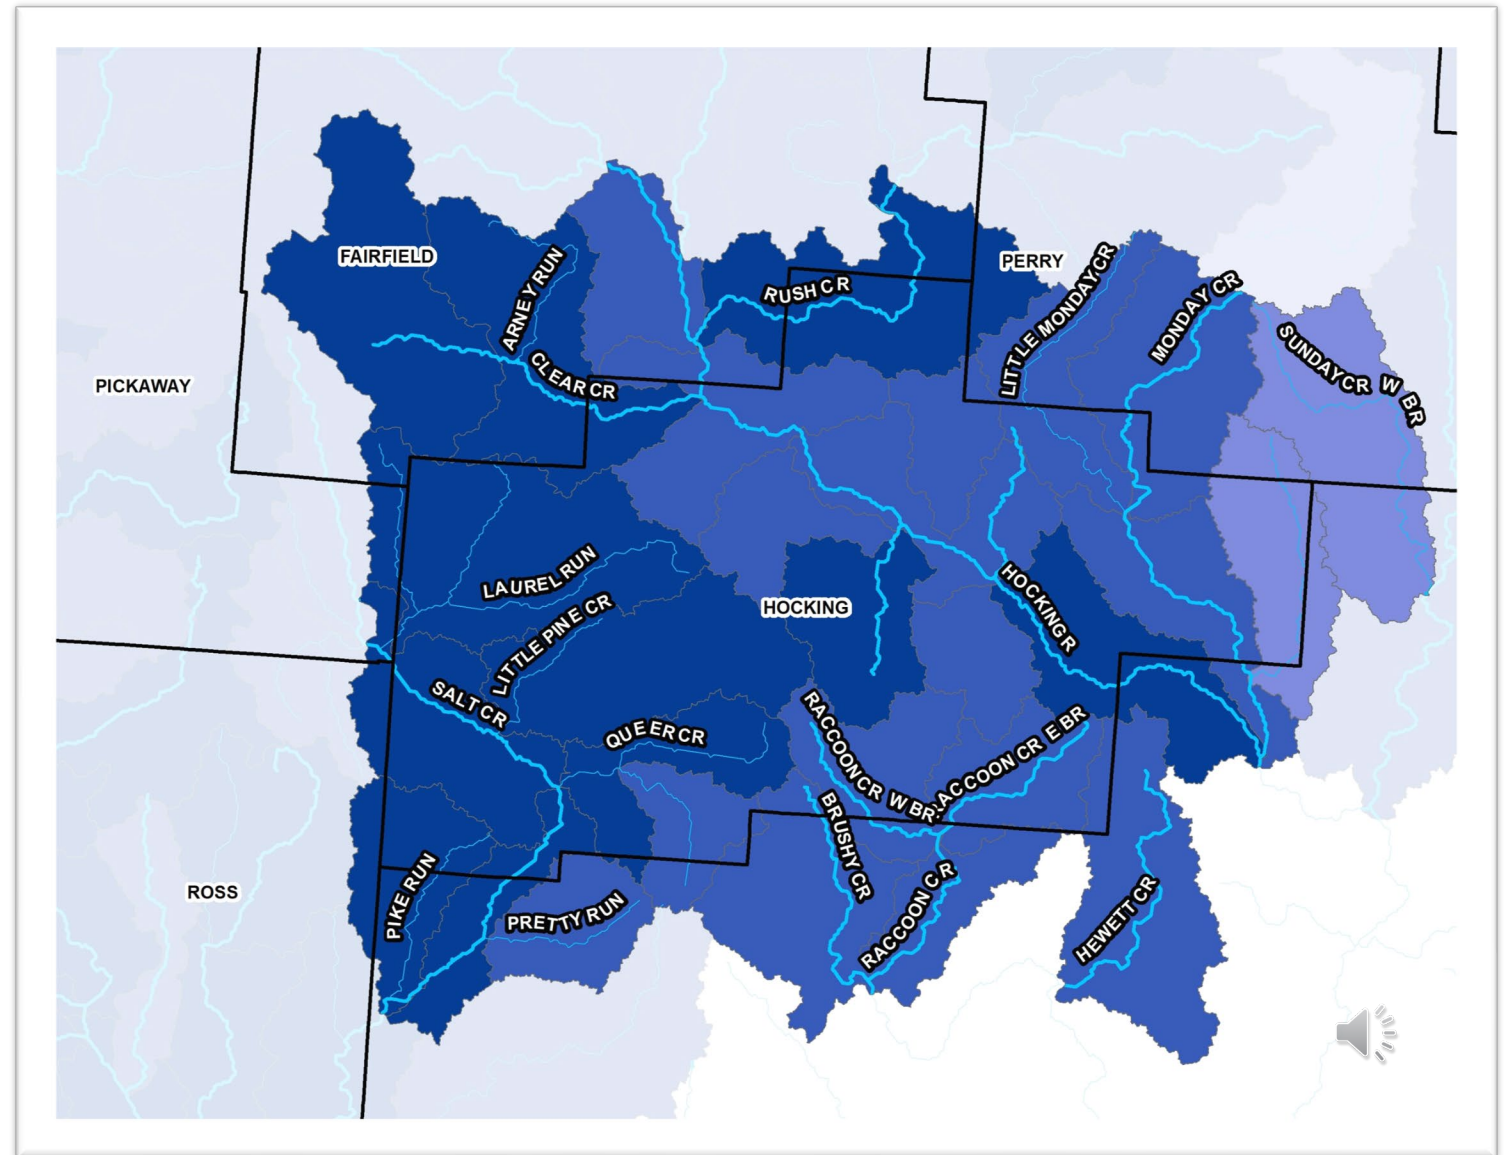 FAIRFIELD
PERRY
LITTLE MONDAY CR
ARNEY RUN
RUSH CR
MONDAY CR
SUNDAY CR W BR
PICKAWAY
CLEAR CR
LAUREL RUN
LITTLE PINE CR
HOCKING
HOCKING R
SALT CR
QUEER CR
RACCOON CR W BR
RACCOON CR E BR
BRUSHY CR
PIKE RUN
ROSS
PRETTY RUN
RACCOON CR
HEWETT CR